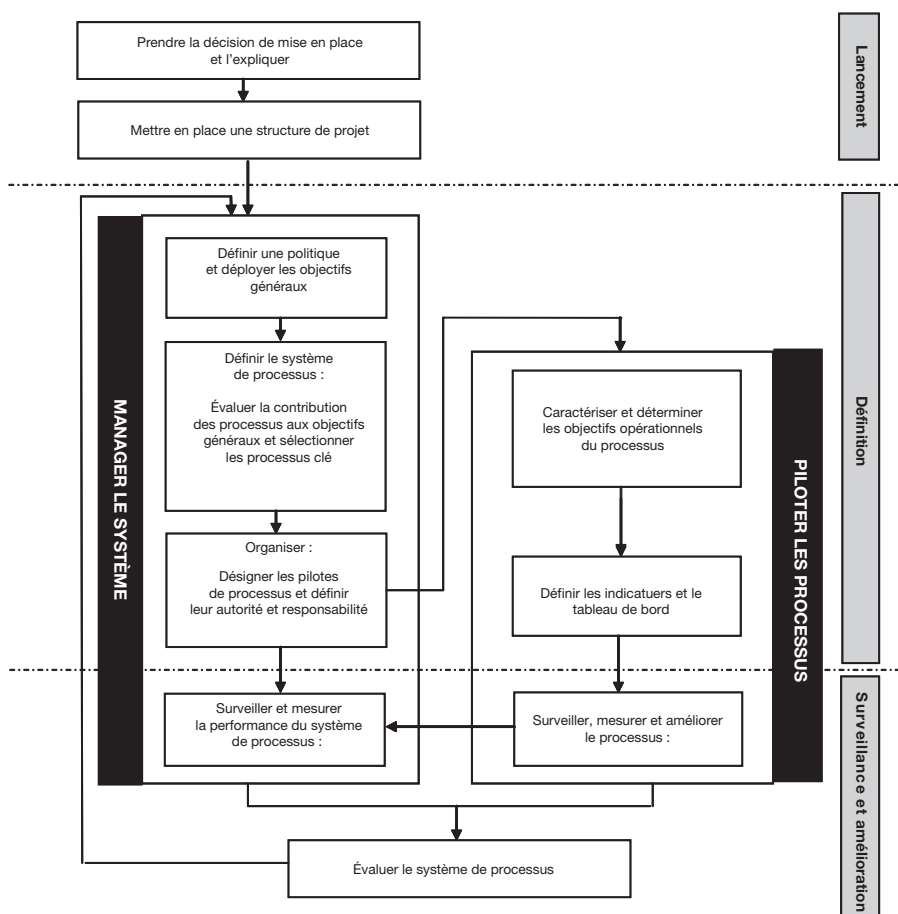 Prendre la décision de mise en place
et l'expliquer
Lancement
Mettre en place une structure de projet
MANAGER LE SYSTÈME
Définir une politique
et déployer les objectifs
généraux
Définir le système
de processus :
Évaluer la contribution
des processus aux objectifs
généraux et sélectionner
les processus clé
Organiser :
Désigner les pilotes
de processus et définir
leur autorité et responsabilité
Surveiller et mesurer
la performance du système
de processus :
Caractériser et déterminer
les objectifs opérationnels
du processus
Définir les indicatuers et le
tableau de bord
Surveiller, mesurer et améliorer
le processus :
PILOTER LES PROCESSUS
Définition
Surveillance et amélioration
Évaluer le système de processus